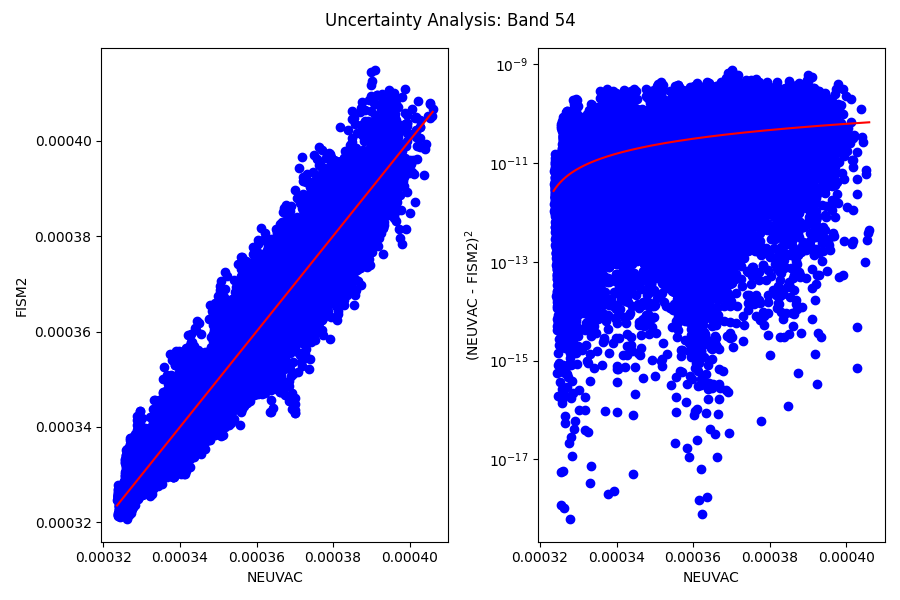 Uncertainty Analysis: Band 54
FISM2
0.00040
0.00038
0.00036
0.00034
0.00032
0.00032 0.00034 0.00036 0.00038 0.00040
NEUVAC
(NEUVAC - FISM2)²
10⁻⁹
10⁻¹¹
10⁻¹³
10⁻¹⁵
10⁻¹⁷
0.00032 0.00034 0.00036 0.00038 0.00040
NEUVAC